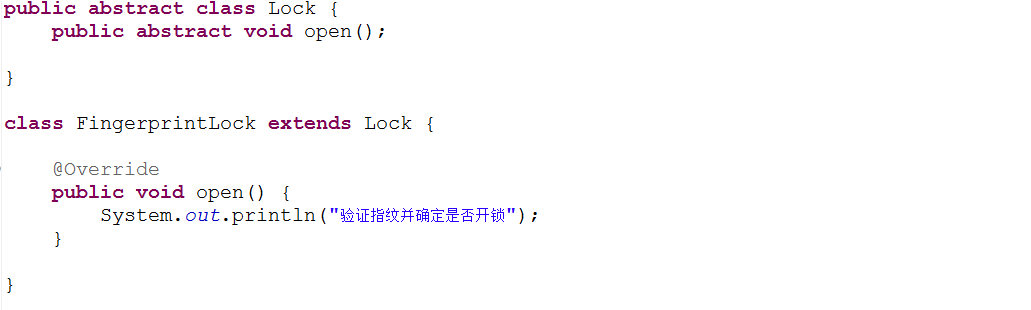 public abstract class Lock {
    public abstract void open();
}
class FingerprintLock extends Lock {
    @Override
    public void open() {
        System.out.println("验证指纹并确定是否开锁");
    }
}